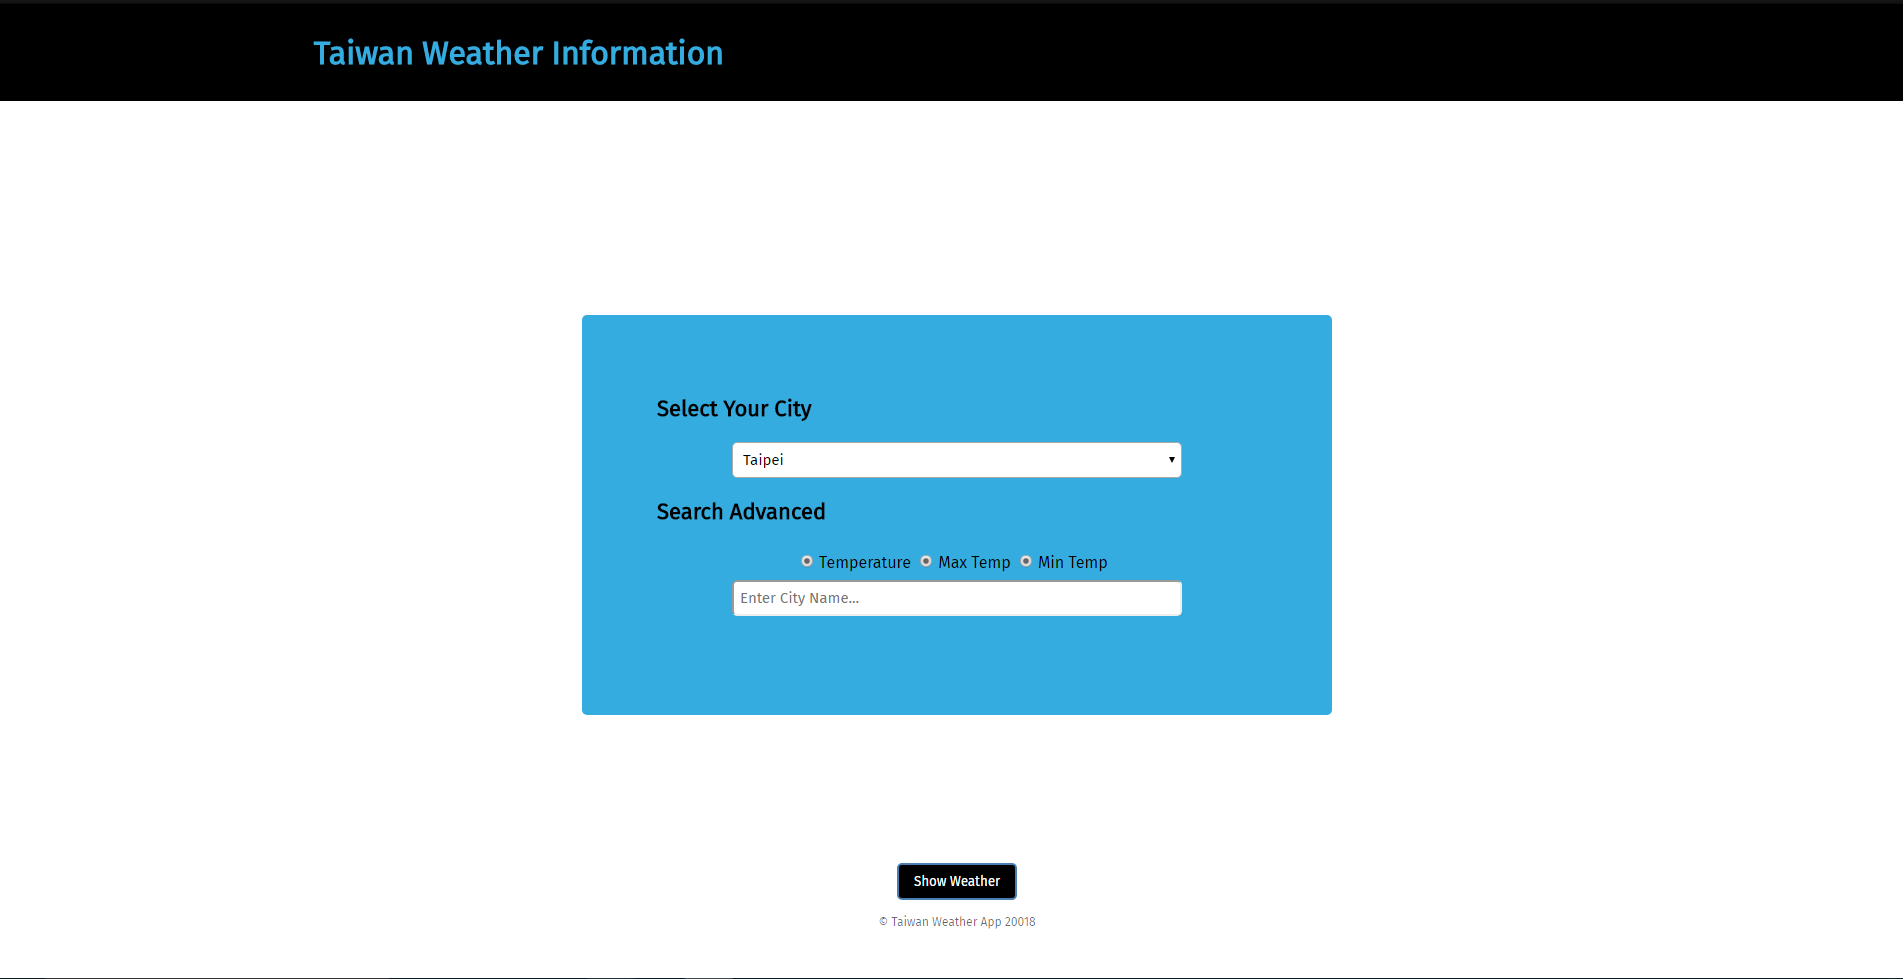 Taiwan Weather Information
Select Your City
Taipei
Search Advanced
Temperature Max Temp Min Temp
Enter City Name...
Show Weather
© Taiwan Weather App 20018